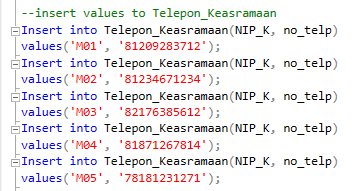 --insert values to Telepon_Keasramaan
Insert into Telepon_Keasramaan(NIP_K, no_telp)
values('M01', '81209283712');
Insert into Telepon_Keasramaan(NIP_K, no_telp)
values('M02', '81234671234');
Insert into Telepon_Keasramaan(NIP_K, no_telp)
values('M03', '82176385612');
Insert into Telepon_Keasramaan(NIP_K, no_telp)
values('M04', '81871267814');
Insert into Telepon_Keasramaan(NIP_K, no_telp)
values('M05', '78181231271');